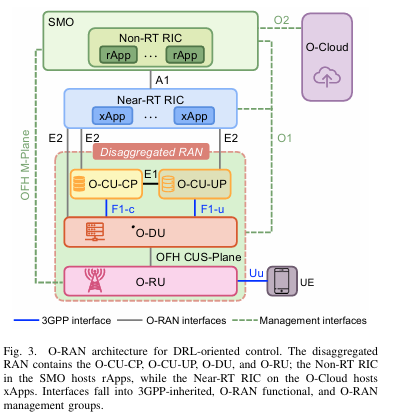 SMO
Non-RT RIC
rApp ... rApp
O2
O-Cloud
A1
Near-RT RIC
xApp ... xApp
OFH M-Plane
E2
E2
E2
O1
Disaggregated RAN
O-CU-CP
E1
O-CU-UP
F1-c
F1-u
*O-DU
OFH CUS-Plane
O-RU
Uu
UE
3GPP interface
O-RAN interfaces
Management interfaces
Fig. 3. O-RAN architecture for DRL-oriented control. The disaggregated
RAN contains the O-CU-CP, O-CU-UP, O-DU, and O-RU; the Non-RT RIC
in the SMO hosts rApps, while the Near-RT RIC on the O-Cloud hosts
xApps. Interfaces fall into 3GPP-inherited, O-RAN functional, and O-RAN
management groups.